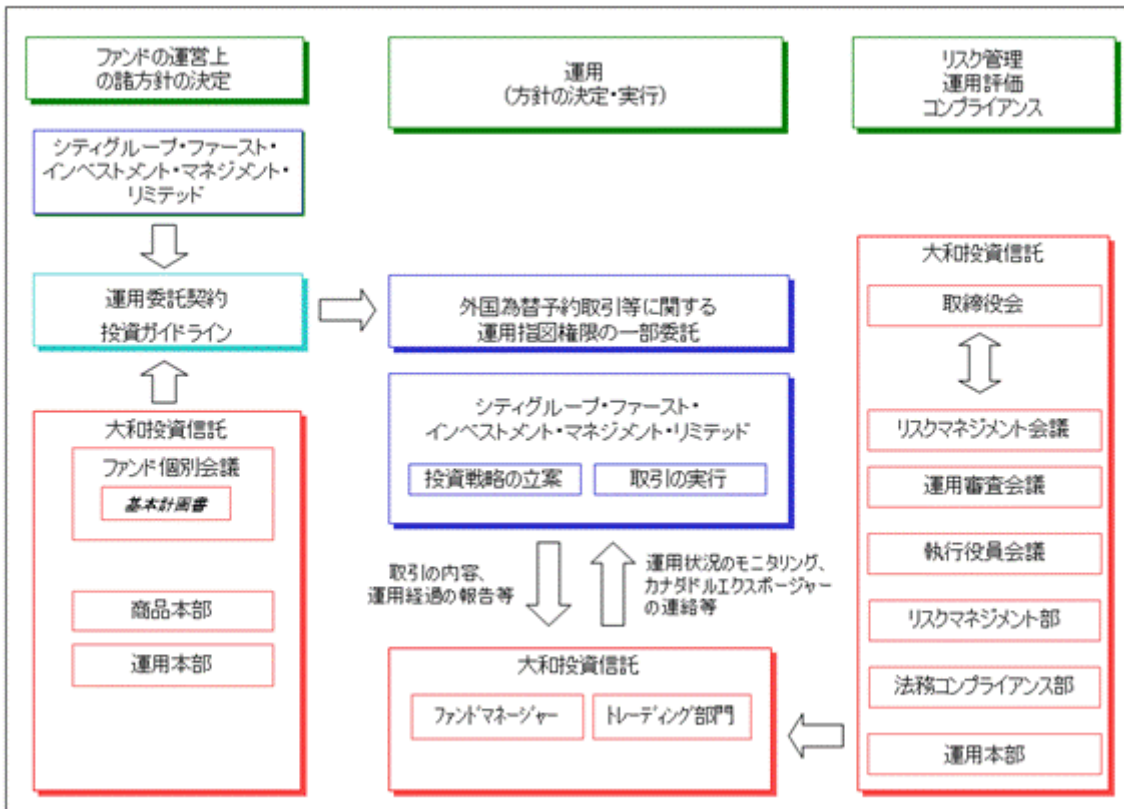 ファンドの運営上
の諸方針の決定
運用
(方針の決定・実行)
リスク管理
運用評価
コンプライアンス
シティグループ・ファースト・
インベストメント・マネジメント・
リミテッド
運用委託契約
投資ガイドライン
外国為替予約取引等に関する
運用指図権限の一部委託
大和投資信託
ファンド個別会議
基本計画書
商品本部
運用本部
シティグループ・ファースト・
インベストメント・マネジメント・リミテッド
投資戦略の立案
取引の実行
取引の内容、
運用経過の報告等
運用状況のモニタリング、
カナダドルエクスポージャー
の連絡等
大和投資信託
ファンドマネージャー
トレーディング部門
大和投資信託
取締役会
リスクマネジメント会議
運用審査会議
執行役員会議
リスクマネジメント部
法務コンプライアンス部
運用本部